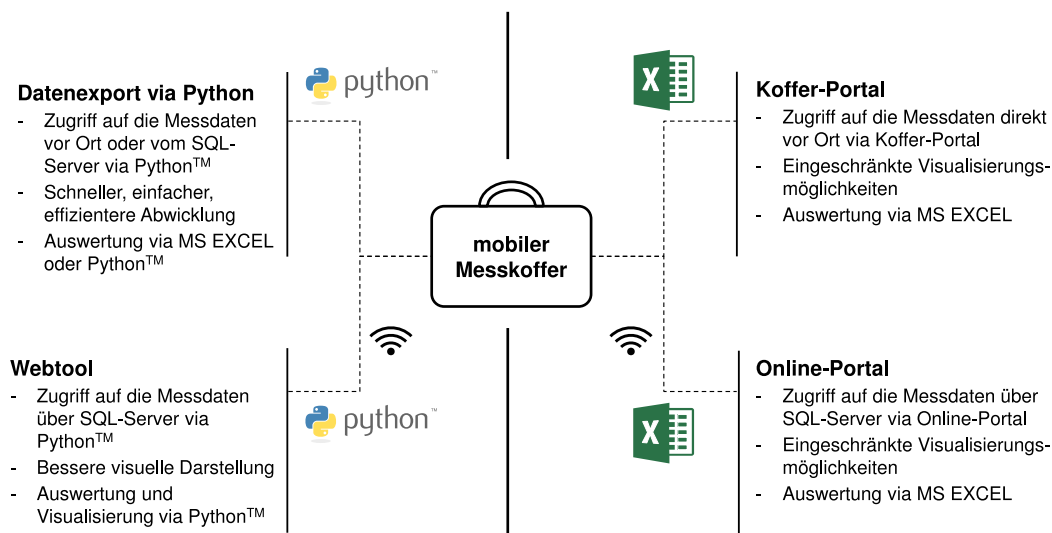 Datenexport via Python
- Zugriff auf die Messdaten
vor Ort oder vom SQL-
Server via Python™
- Schneller, einfacher,
effizientere Abwicklung
- Auswertung via MS EXCEL
oder Python™
python™
X
Koffer-Portal
- Zugriff auf die Messdaten direkt
vor Ort via Koffer-Portal
- Eingeschränkte Visualisierungs-
möglichkeiten
- Auswertung via MS EXCEL
mobiler
Messkoffer
Webtool
- Zugriff auf die Messdaten
über SQL-Server via
Python™
- Bessere visuelle Darstellung
- Auswertung und
Visualisierung via Python™
python™
X
Online-Portal
- Zugriff auf die Messdaten über
SQL-Server via Online-Portal
- Eingeschränkte Visualisierungs-
möglichkeiten
- Auswertung via MS EXCEL